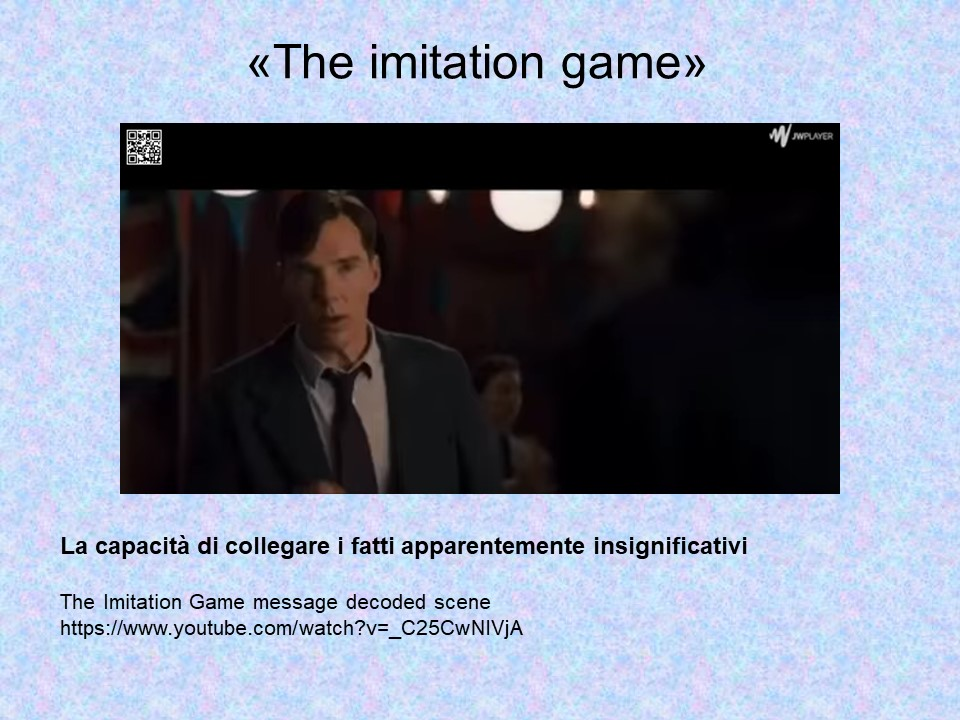 «The imitation game»
JWPLAYER
La capacità di collegare i fatti apparentemente insignificativi
The Imitation Game message decoded scene
https://www.youtube.com/watch?v=_C25CwNIVjA